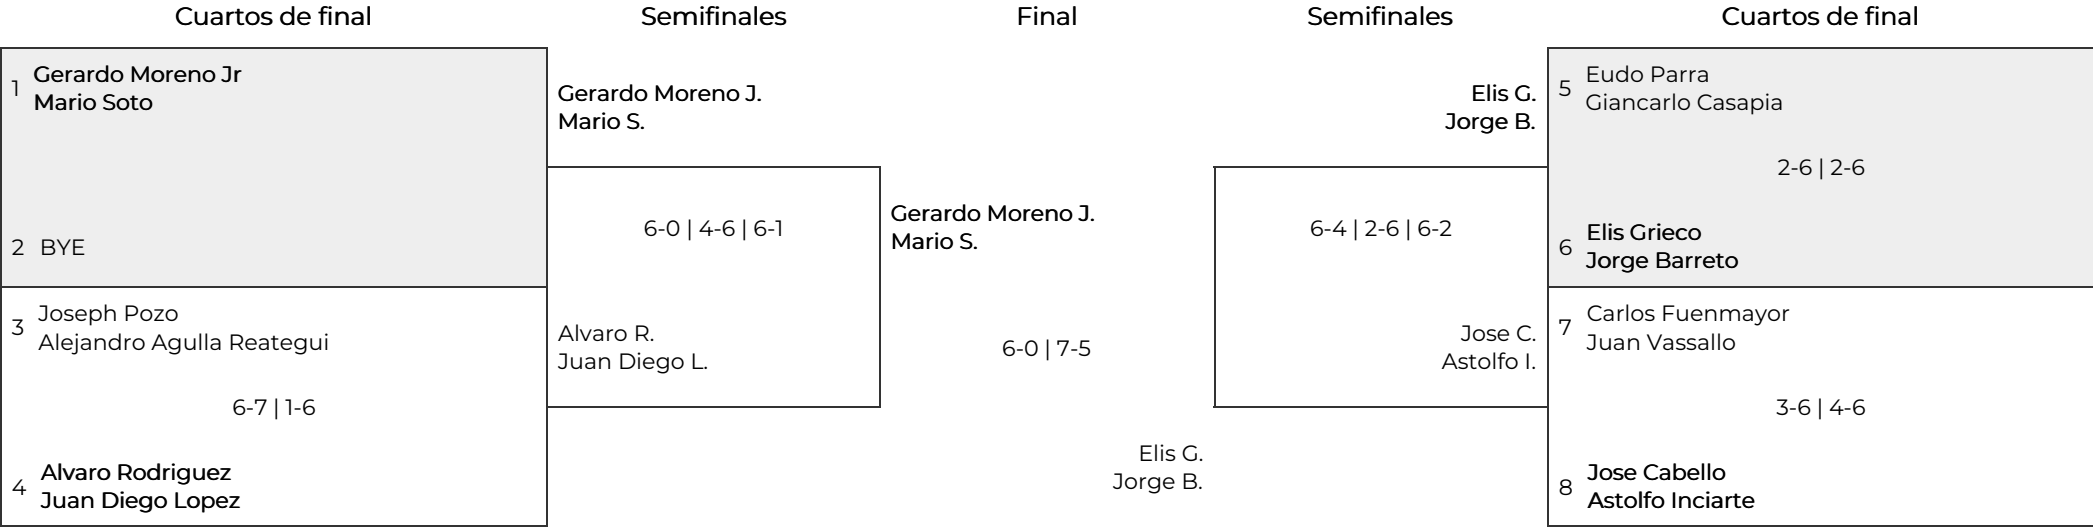 Cuartos de final
Semifinales
Final
Semifinales
Cuartos de final
1
Gerardo Moreno Jr
Mario Soto
2
BYE
3
Joseph Pozo
Alejandro Agulla Reategui
6-7 | 1-6
4
Alvaro Rodriguez
Juan Diego Lopez
Gerardo Moreno J.
Mario S.
6-0 | 4-6 | 6-1
Alvaro R.
Juan Diego L.
Gerardo Moreno J.
Mario S.
6-0 | 7-5
Elis G.
Jorge B.
Elis G.
Jorge B.
6-4 | 2-6 | 6-2
Jose C.
Astolfo I.
5
Eudo Parra
Giancarlo Casapia
2-6 | 2-6
6
Elis Grieco
Jorge Barreto
7
Carlos Fuenmayor
Juan Vassallo
3-6 | 4-6
8
Jose Cabello
Astolfo Inciarte